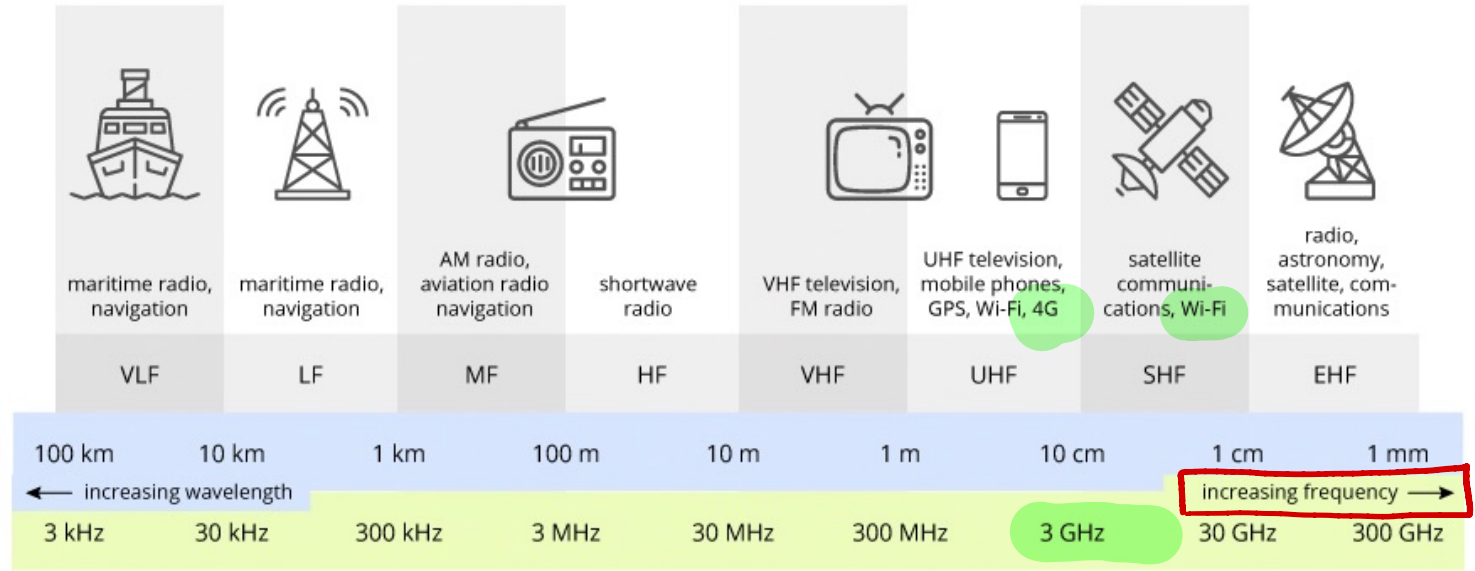 maritime radio,
navigation
maritime radio,
navigation
AM radio,
aviation radio
navigation
shortwave
radio
VHF television,
FM radio
UHF television,
mobile phones,
GPS, Wi-Fi, 4G
satellite
communi-
cations, Wi-Fi
radio,
astronomy,
satellite, com-
munications
VLF LF MF HF VHF UHF SHF EHF
100 km 10 km 1 km 100 m 10 m 1 m 10 cm 1 cm 1 mm
← increasing wavelength increasing frequency →
3 kHz 30 kHz 300 kHz 3 MHz 30 MHz 300 MHz 3 GHz 30 GHz 300 GHz